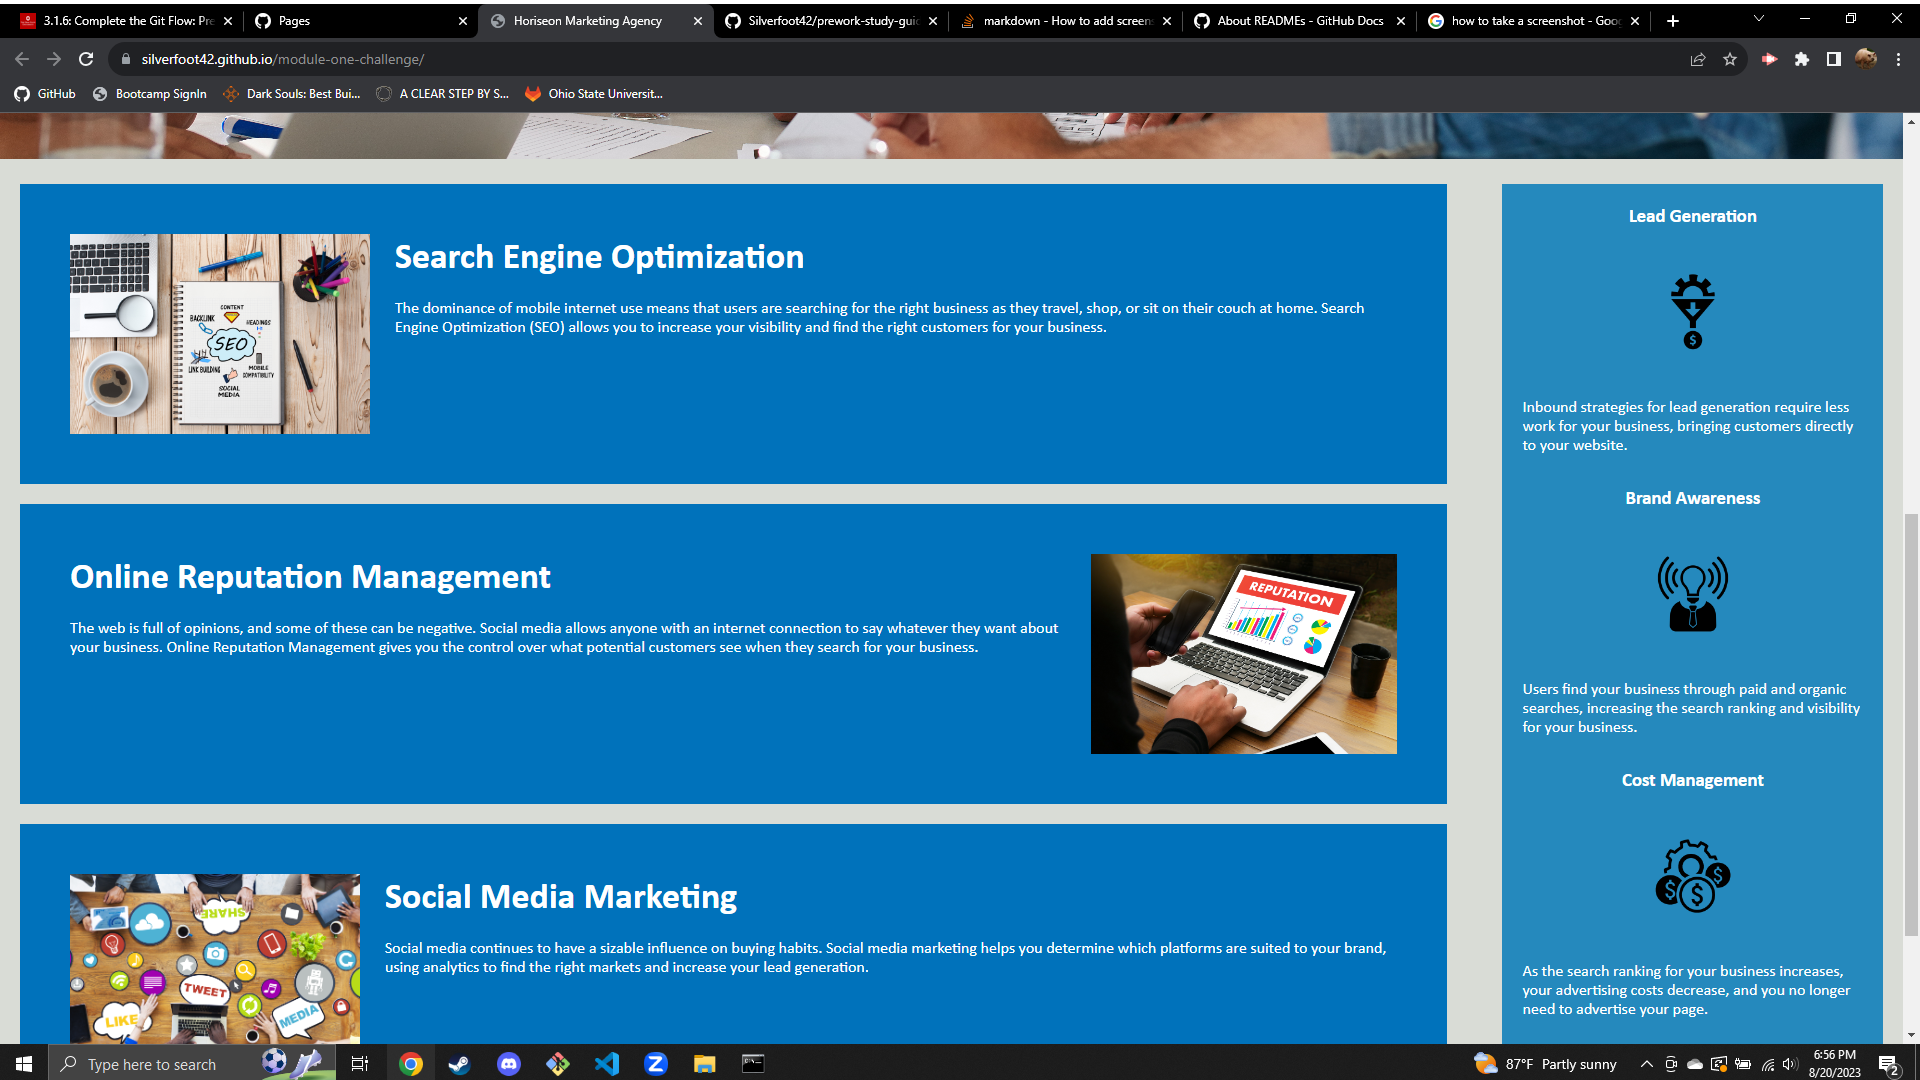 3.1.6: Complete the Git Flow: Pre
Pages
Horiseon Marketing Agency
Silverfoot42/prework-study-guid
markdown - How to add screens
About READMEs - GitHub Docs
how to take a screenshot - Goog
silverfoot42.github.io/module-one-challenge/
GitHub
Bootcamp SignIn
Dark Souls: Best Bui...
A CLEAR STEP BY S...
Ohio State Universit...
Search Engine Optimization
The dominance of mobile internet use means that users are searching for the right business as they travel, shop, or sit on their couch at home. Search
Engine Optimization (SEO) allows you to increase your visibility and find the right customers for your business.
CONTENT
BACKLINK
HEADINGS
SEO
LINK BUILDING
MOBILE
COMPATIBILITY
SOCIAL
MEDIA
Online Reputation Management
The web is full of opinions, and some of these can be negative. Social media allows anyone with an internet connection to say whatever they want about
your business. Online Reputation Management gives you the control over what potential customers see when they search for your business.
REPUTATION
Social Media Marketing
Social media continues to have a sizable influence on buying habits. Social media marketing helps you determine which platforms are suited to your brand,
using analytics to find the right markets and increase your lead generation.
SHARE
TWEET
LIKE
MEDIA
Lead Generation
Inbound strategies for lead generation require less
work for your business, bringing customers directly
to your website.
Brand Awareness
Users find your business through paid and organic
searches, increasing the search ranking and visibility
for your business.
Cost Management
As the search ranking for your business increases,
your advertising costs decrease, and you no longer
need to advertise your page.
Type here to search
87°F Partly sunny
6:56 PM
8/20/2023
2